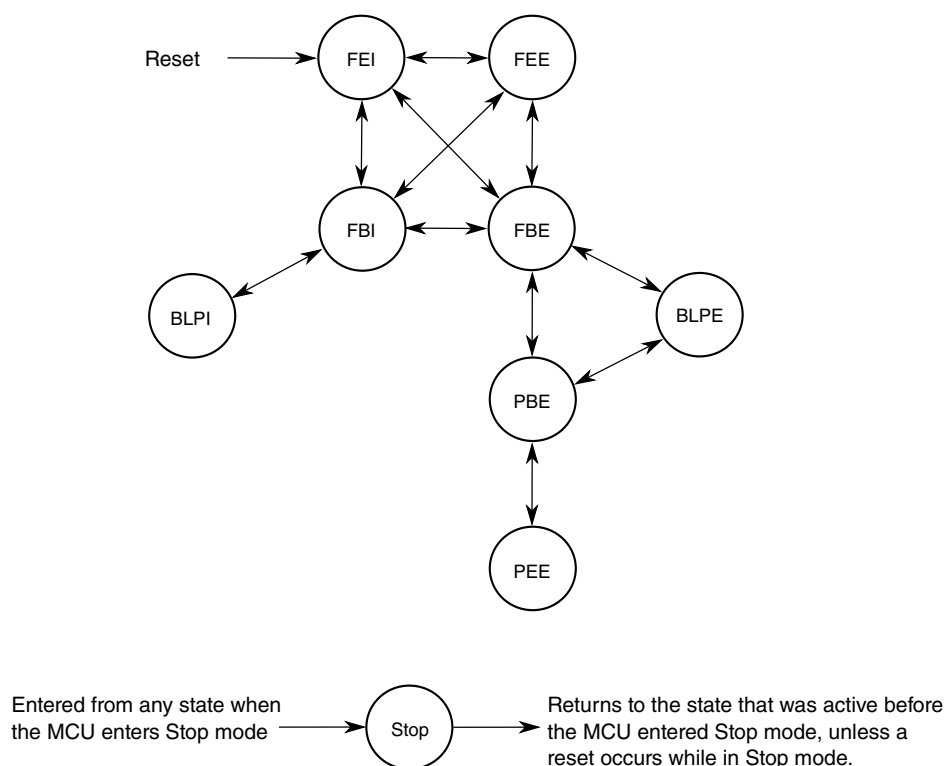 Reset
FEI
FEE
FBI
FBE
BLPI
BLPE
PBE
PEE
Entered from any state when
the MCU enters Stop mode
Stop
Returns to the state that was active before
the MCU entered Stop mode, unless a
reset occurs while in Stop mode.